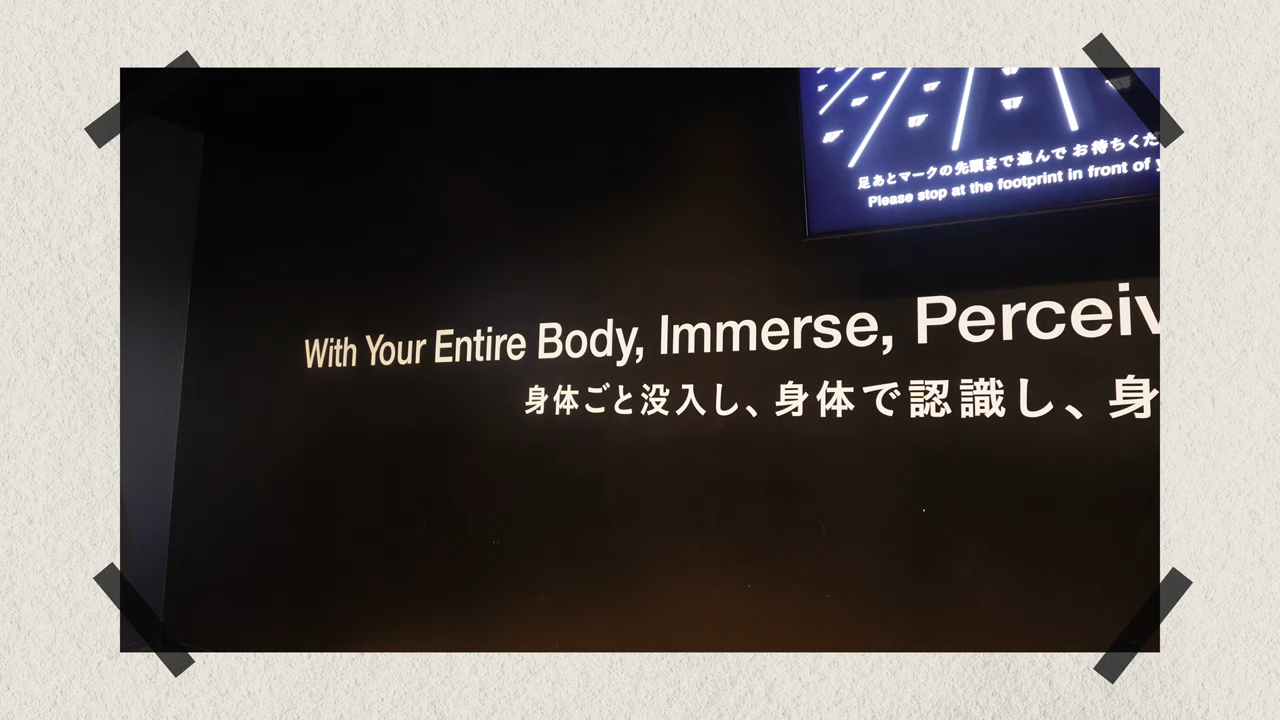 足あとマークの先頭まで進んで お待ちくだ
Please stop at the footprint in front of
With Your Entire Body, Immerse, Perceiv
身体ごと没入し、身体で認識し、身